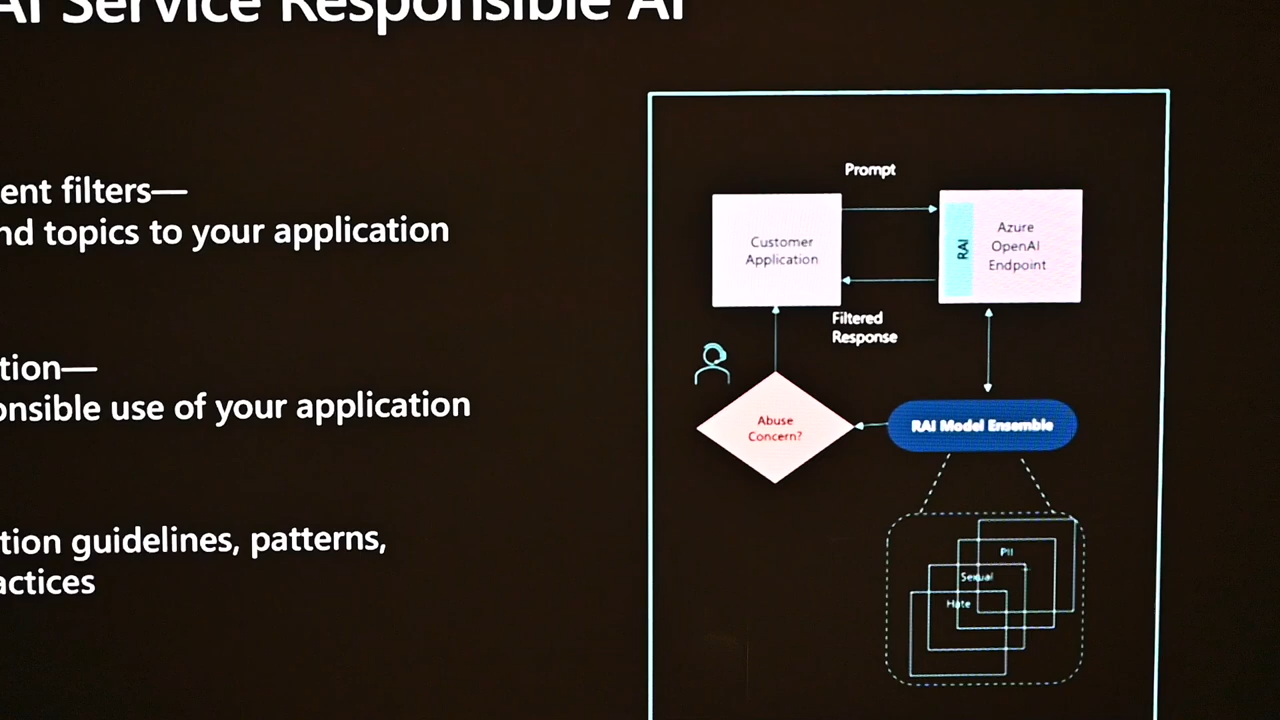 AI Service Responsible AI
ent filters—
nd topics to your application
tion—
onsible use of your application
tion guidelines, patterns,
actices
Prompt
Customer
Application
RAI
Azure
OpenAI
Endpoint
Filtered
Response
Abuse
Concern?
RAI Model Ensemble
PII
Sexual
Hate